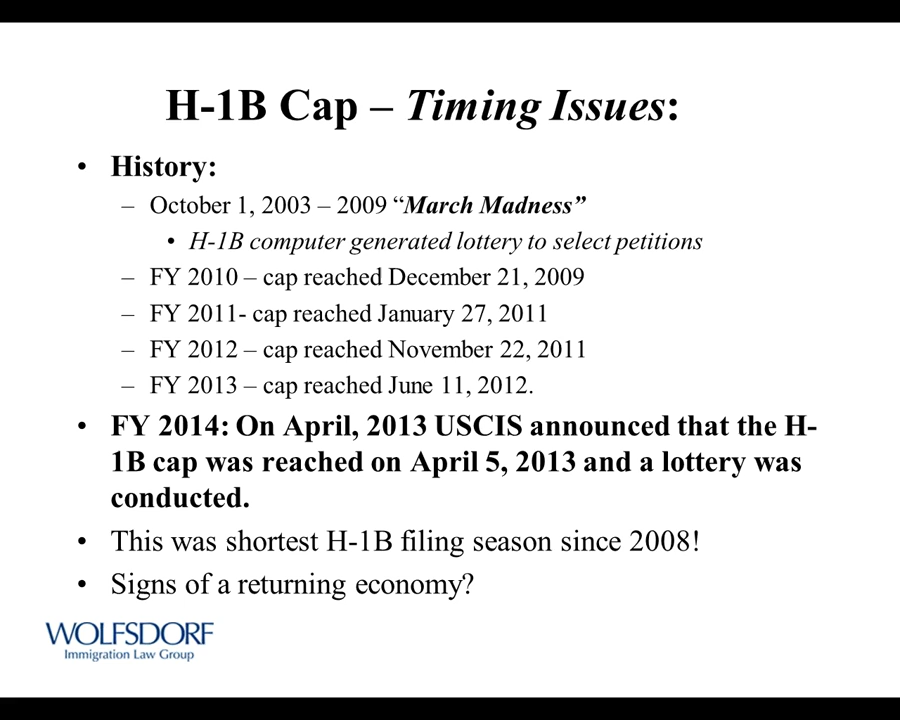 H-1B Cap – Timing Issues:
• History:
– October 1, 2003 – 2009 “March Madness”
• H-1B computer generated lottery to select petitions
– FY 2010 – cap reached December 21, 2009
– FY 2011- cap reached January 27, 2011
– FY 2012 – cap reached November 22, 2011
– FY 2013 – cap reached June 11, 2012.
• FY 2014: On April, 2013 USCIS announced that the H-
1B cap was reached on April 5, 2013 and a lottery was
conducted.
• This was shortest H-1B filing season since 2008!
• Signs of a returning economy?
WOLFSDORF
Immigration Law Group